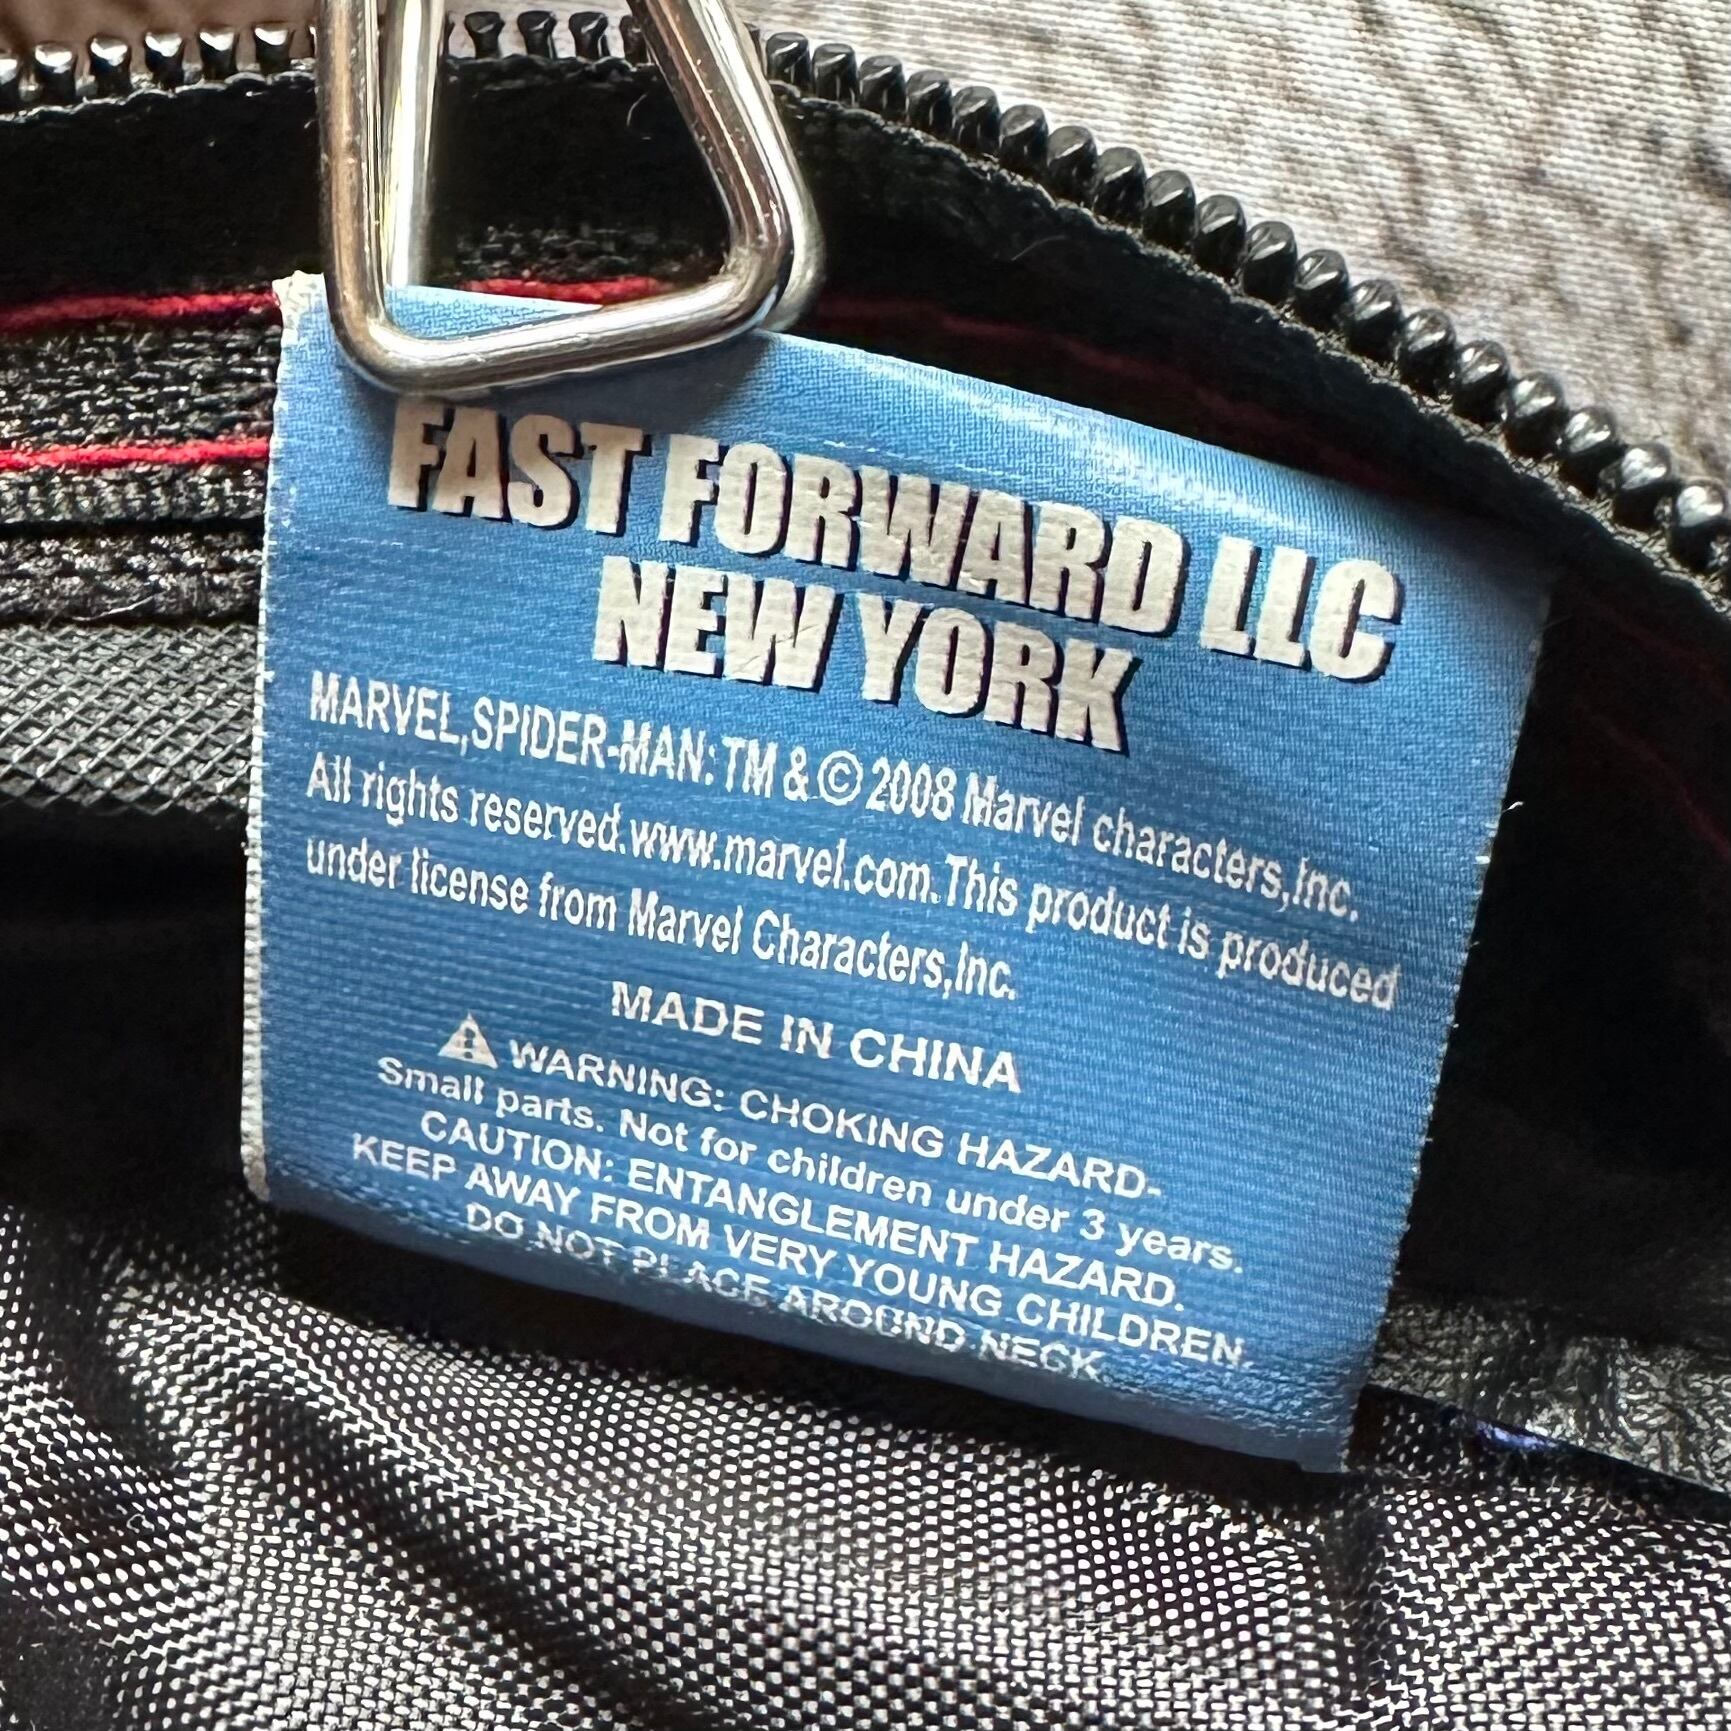 FAST FORWARD LLC
NEW YORK
MARVEL,SPIDER-MAN: TM & © 2008 Marvel characters,Inc.
All rights reserved.www.marvel.com.This product is produced
under license from Marvel Characters,Inc.
MADE IN CHINA
⚠ WARNING: CHOKING HAZARD-
Small parts. Not for children under 3 years.
CAUTION: ENTANGLEMENT HAZARD.
KEEP AWAY FROM VERY YOUNG CHILDREN.
DO NOT PLACE AROUND NECK